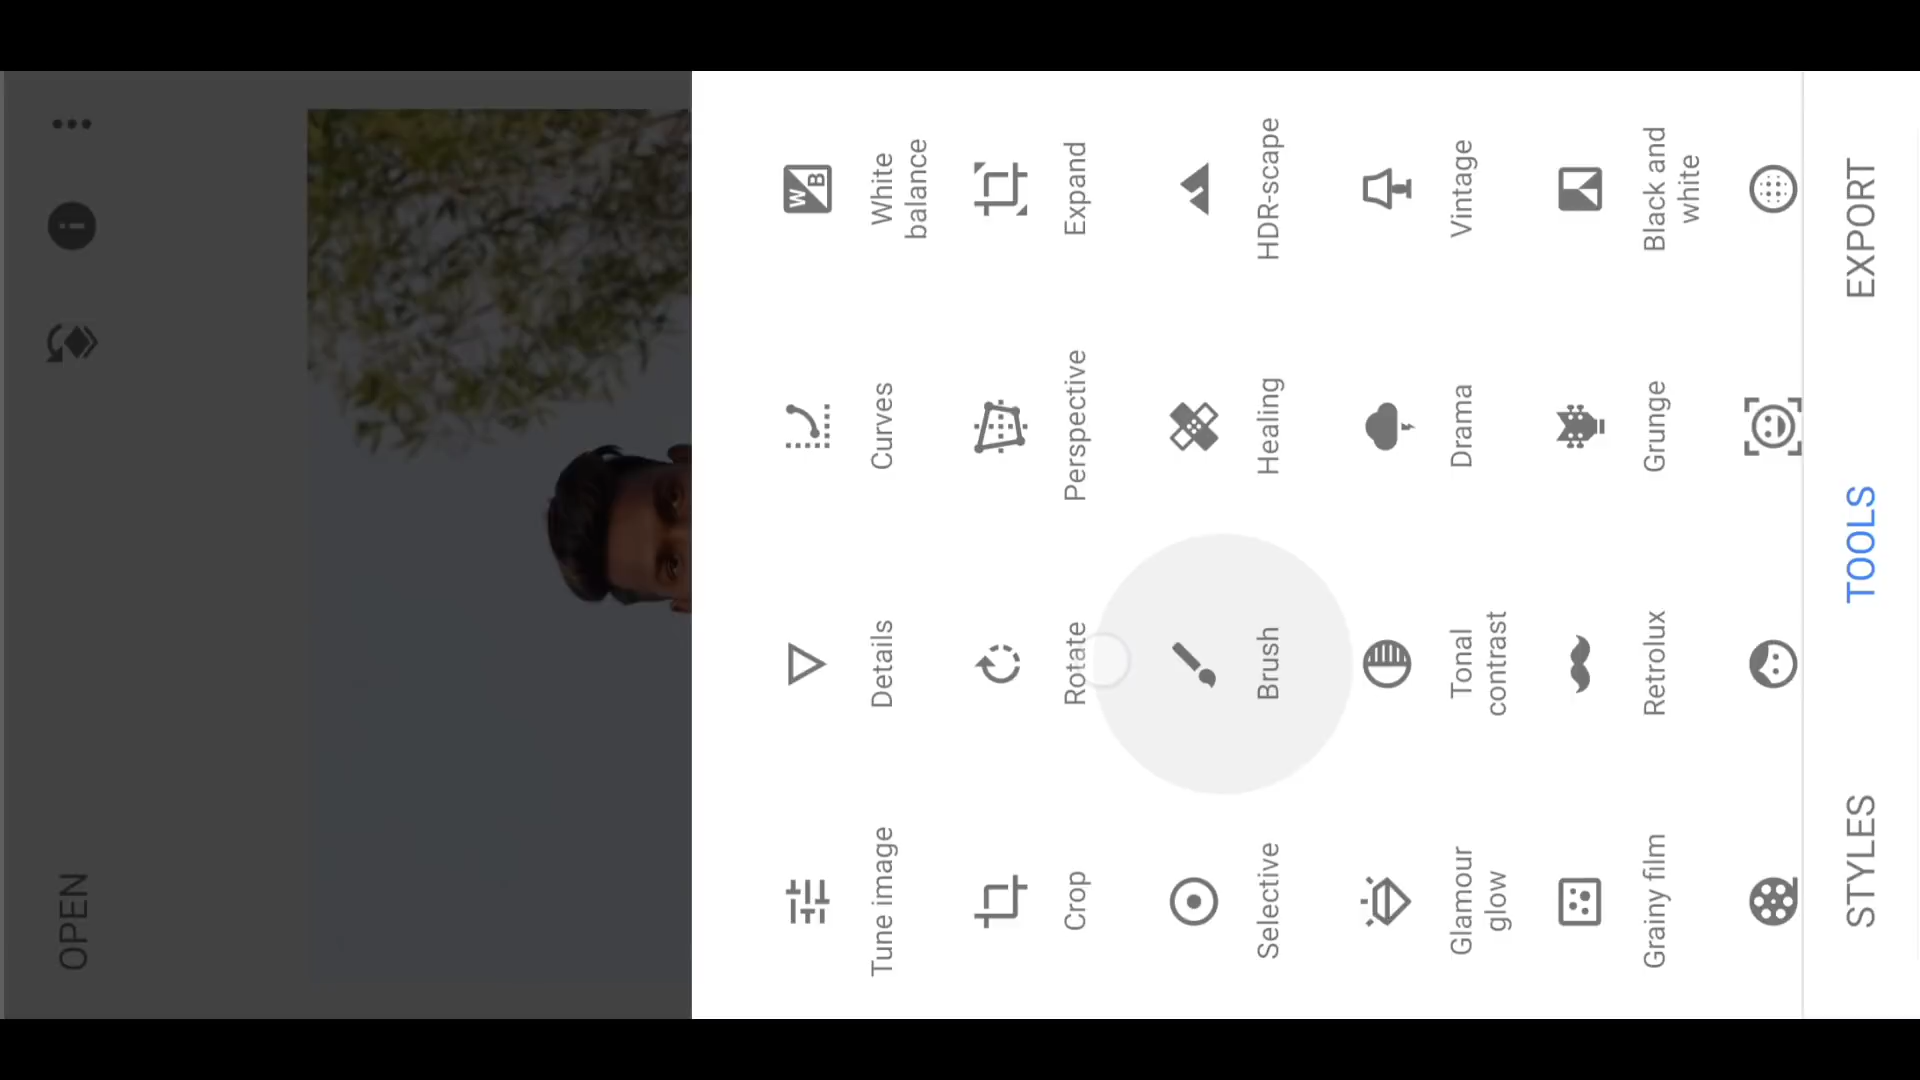 OPEN
Tune image
Details
Curves
White
balance
Crop
Rotate
Perspective
Expand
Selective
Brush
Healing
HDR-scape
Glamour
glow
Tonal
contrast
Drama
Vintage
Grainy film
Retrolux
Grunge
Black and
white
STYLES
TOOLS
EXPORT
W
B